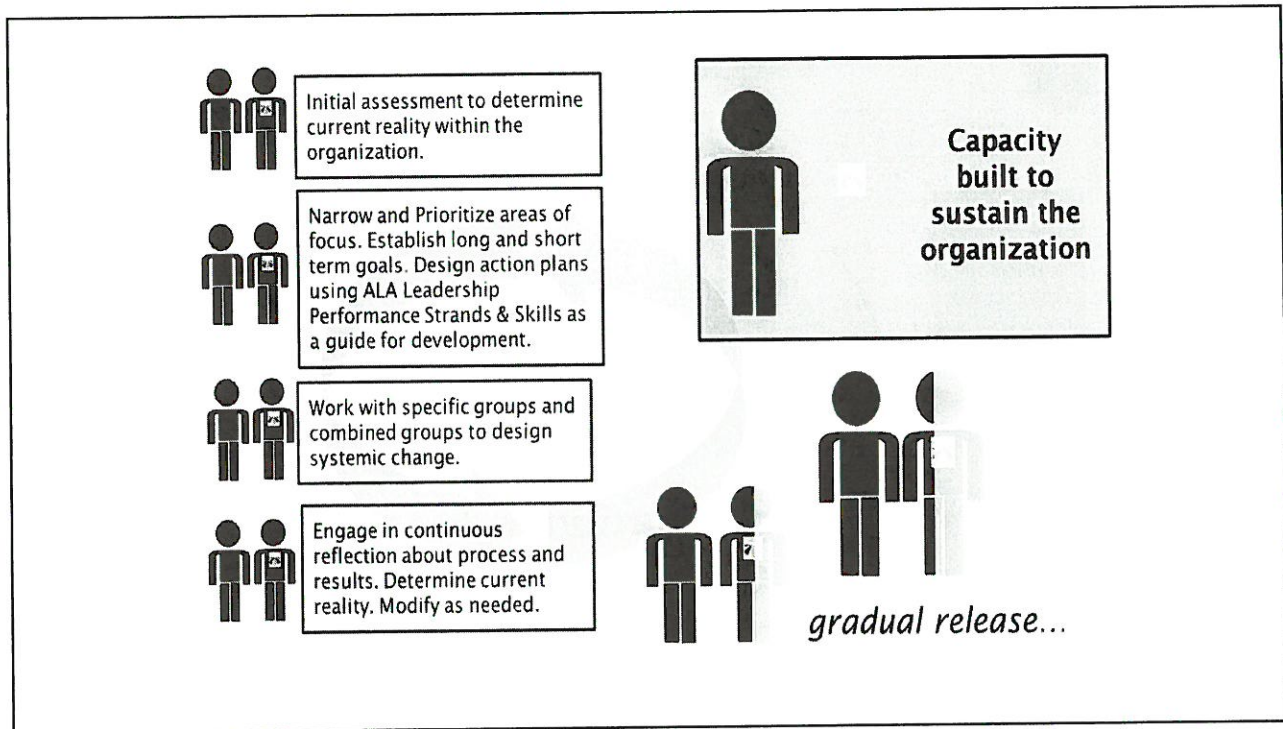 Initial assessment to determine
current reality within the
organization.
Narrow and Prioritize areas of
focus. Establish long and short
term goals. Design action plans
using ALA Leadership
Performance Strands & Skills as
a guide for development.
Work with specific groups and
combined groups to design
systemic change.
Engage in continuous
reflection about process and
results. Determine current
reality. Modify as needed.
Capacity
built to
sustain the
organization
gradual release...